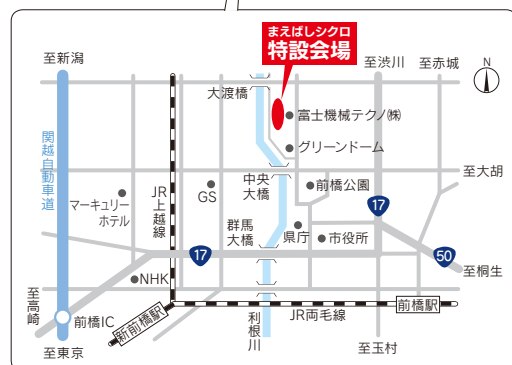 まえばしシクロ
特設会場
至新潟
至渋川
至赤城
N
大渡橋
富士機械テクノ㈱
グリーンドーム
関越自動車道
至大胡
中央
大橋
前橋公園
JR上越線
GS
マーキュリー
ホテル
17
群馬
大橋
県庁
市役所
17
50
至桐生
NHK
至高崎
前橋IC
新前橋駅
利根川
JR両毛線
前橋駅
至東京
至玉村